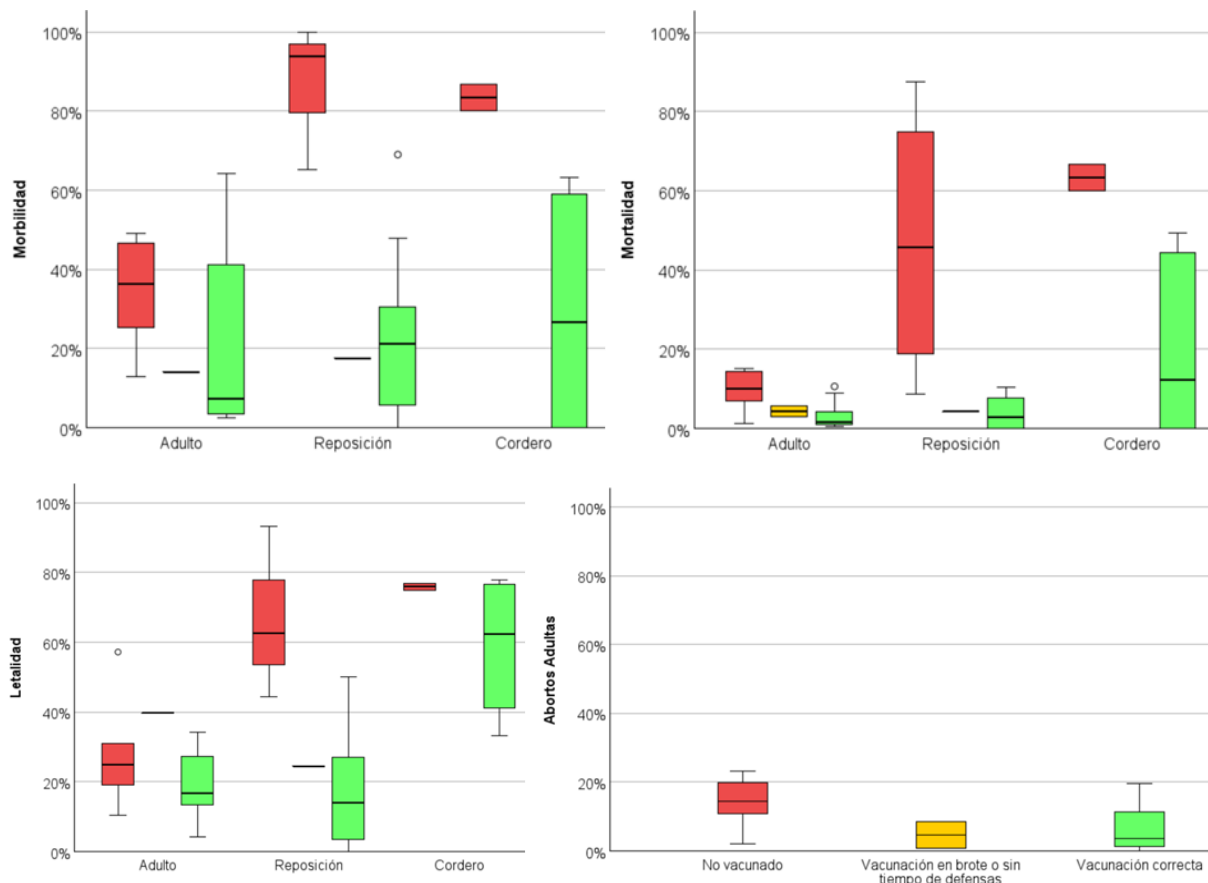 100%
80%
60%
40%
20%
0%
Morbilidad
Adulto
Reposición
Cordero
100%
80%
60%
40%
20%
0%
Mortalidad
Adulto
Reposición
Cordero
100%
80%
60%
40%
20%
0%
Letalidad
Adulto
Reposición
Cordero
100%
80%
60%
40%
20%
0%
Abortos Adultas
No vacunado
Vacunación en brote o sin
tiempo de defensas
Vacunación correcta